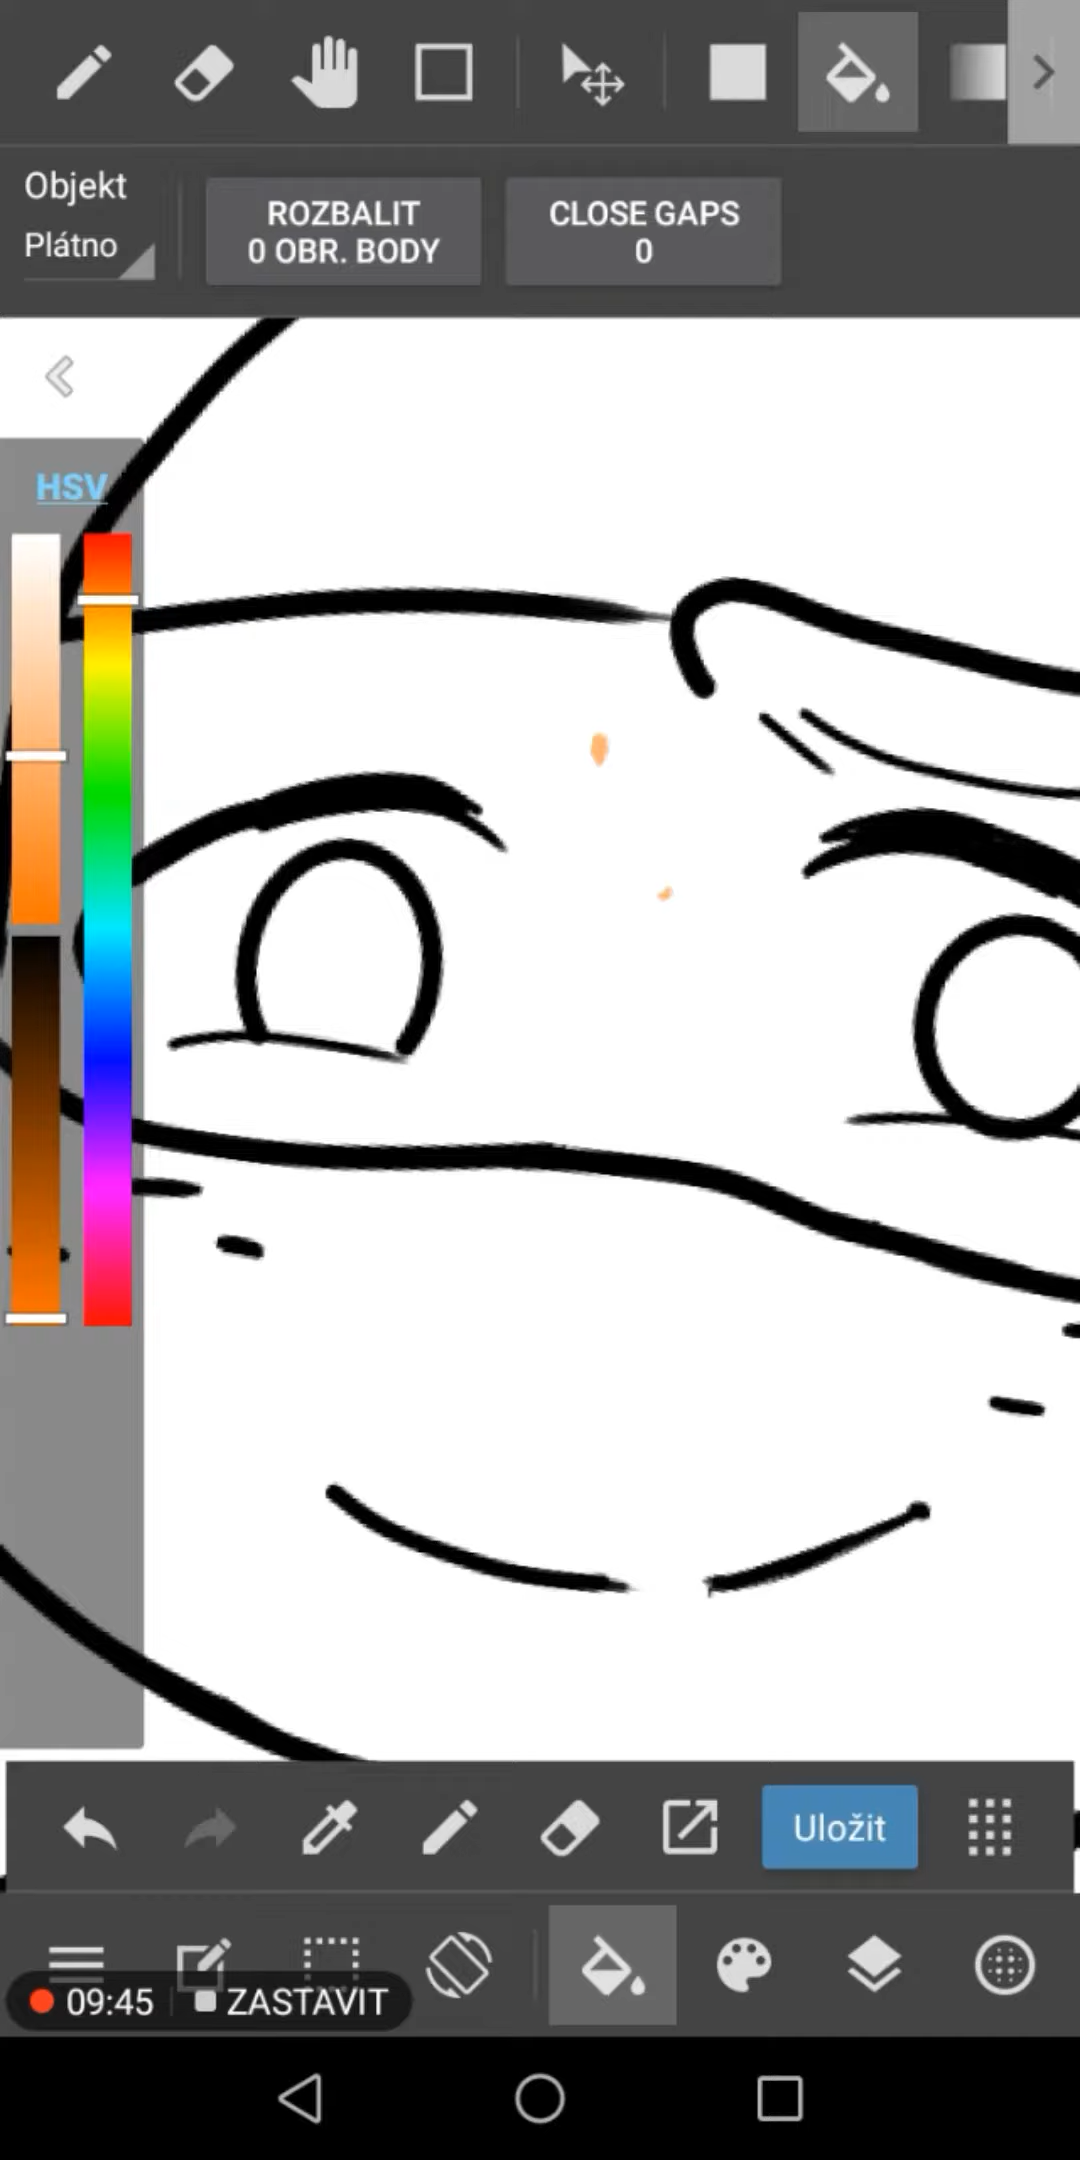 Objekt
Plátno
ROZBALIT
0 OBR. BODY
CLOSE GAPS
0
HSV
Uložit
09:45
ZASTAVIT